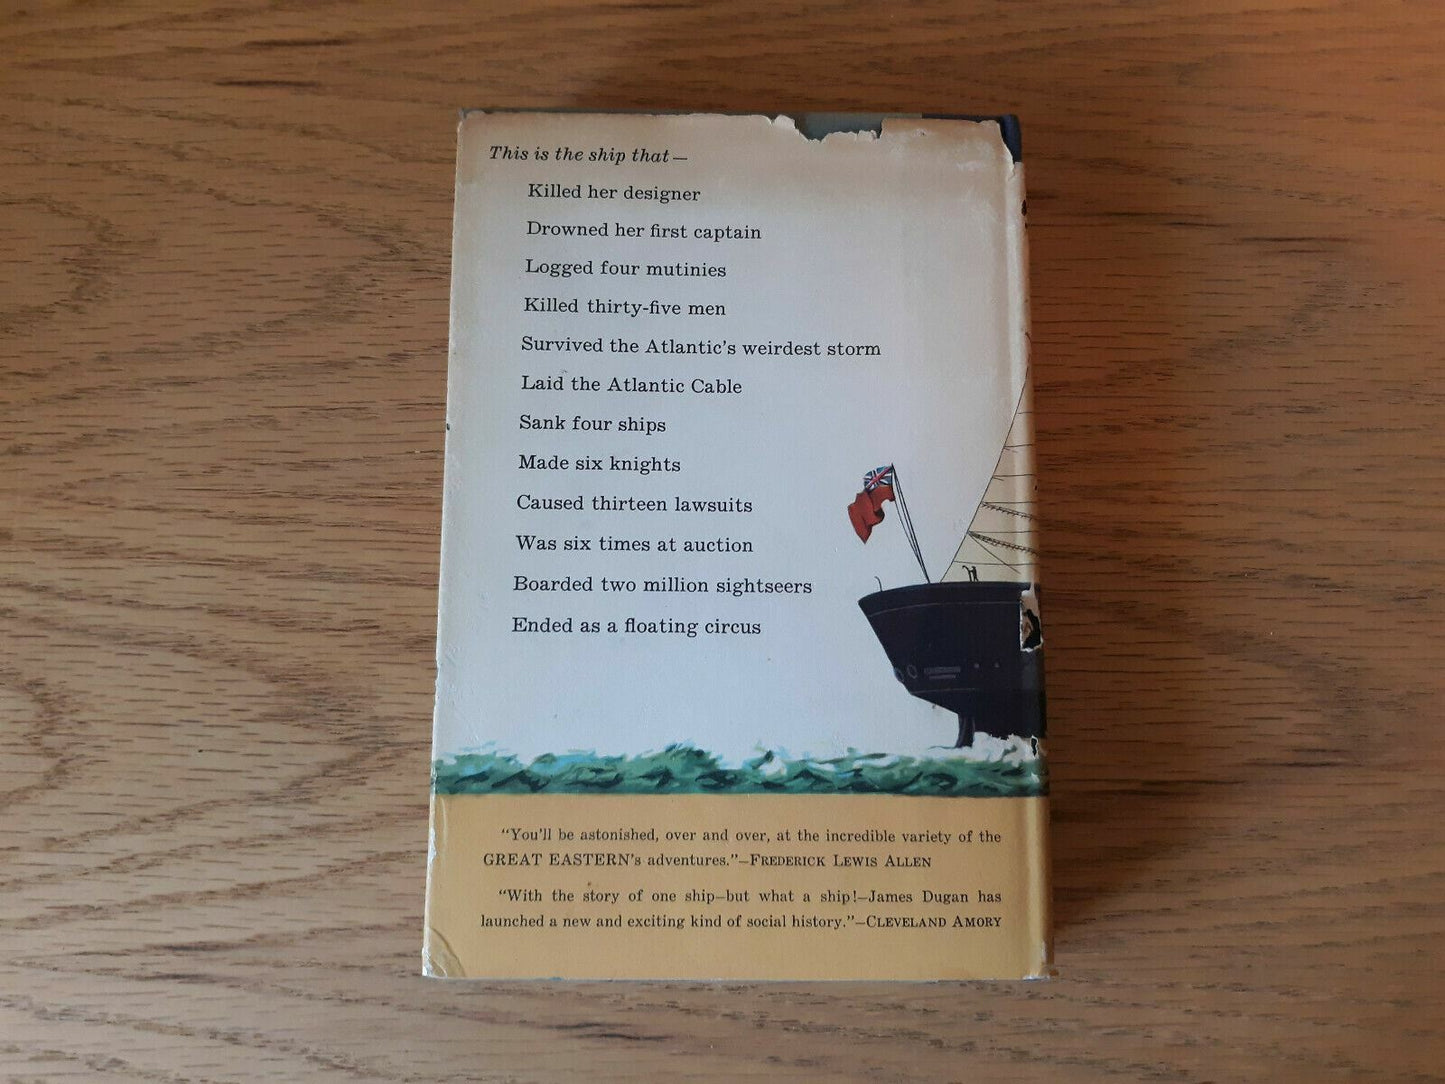 This is the ship that—
Killed her designer
Drowned her first captain
Logged four mutinies
Killed thirty-five men
Survived the Atlantic's weirdest storm
Laid the Atlantic Cable
Sank four ships
Made six knights
Caused thirteen lawsuits
Was six times at auction
Boarded two million sightseers
Ended as a floating circus
"You'll be astonished, over and over, at the incredible variety of the
GREAT EASTERN's adventures."—FREDERICK LEWIS ALLEN
"With the story of one ship—but what a ship!—James Dugan has
launched a new and exciting kind of social history."—CLEVELAND AMORY